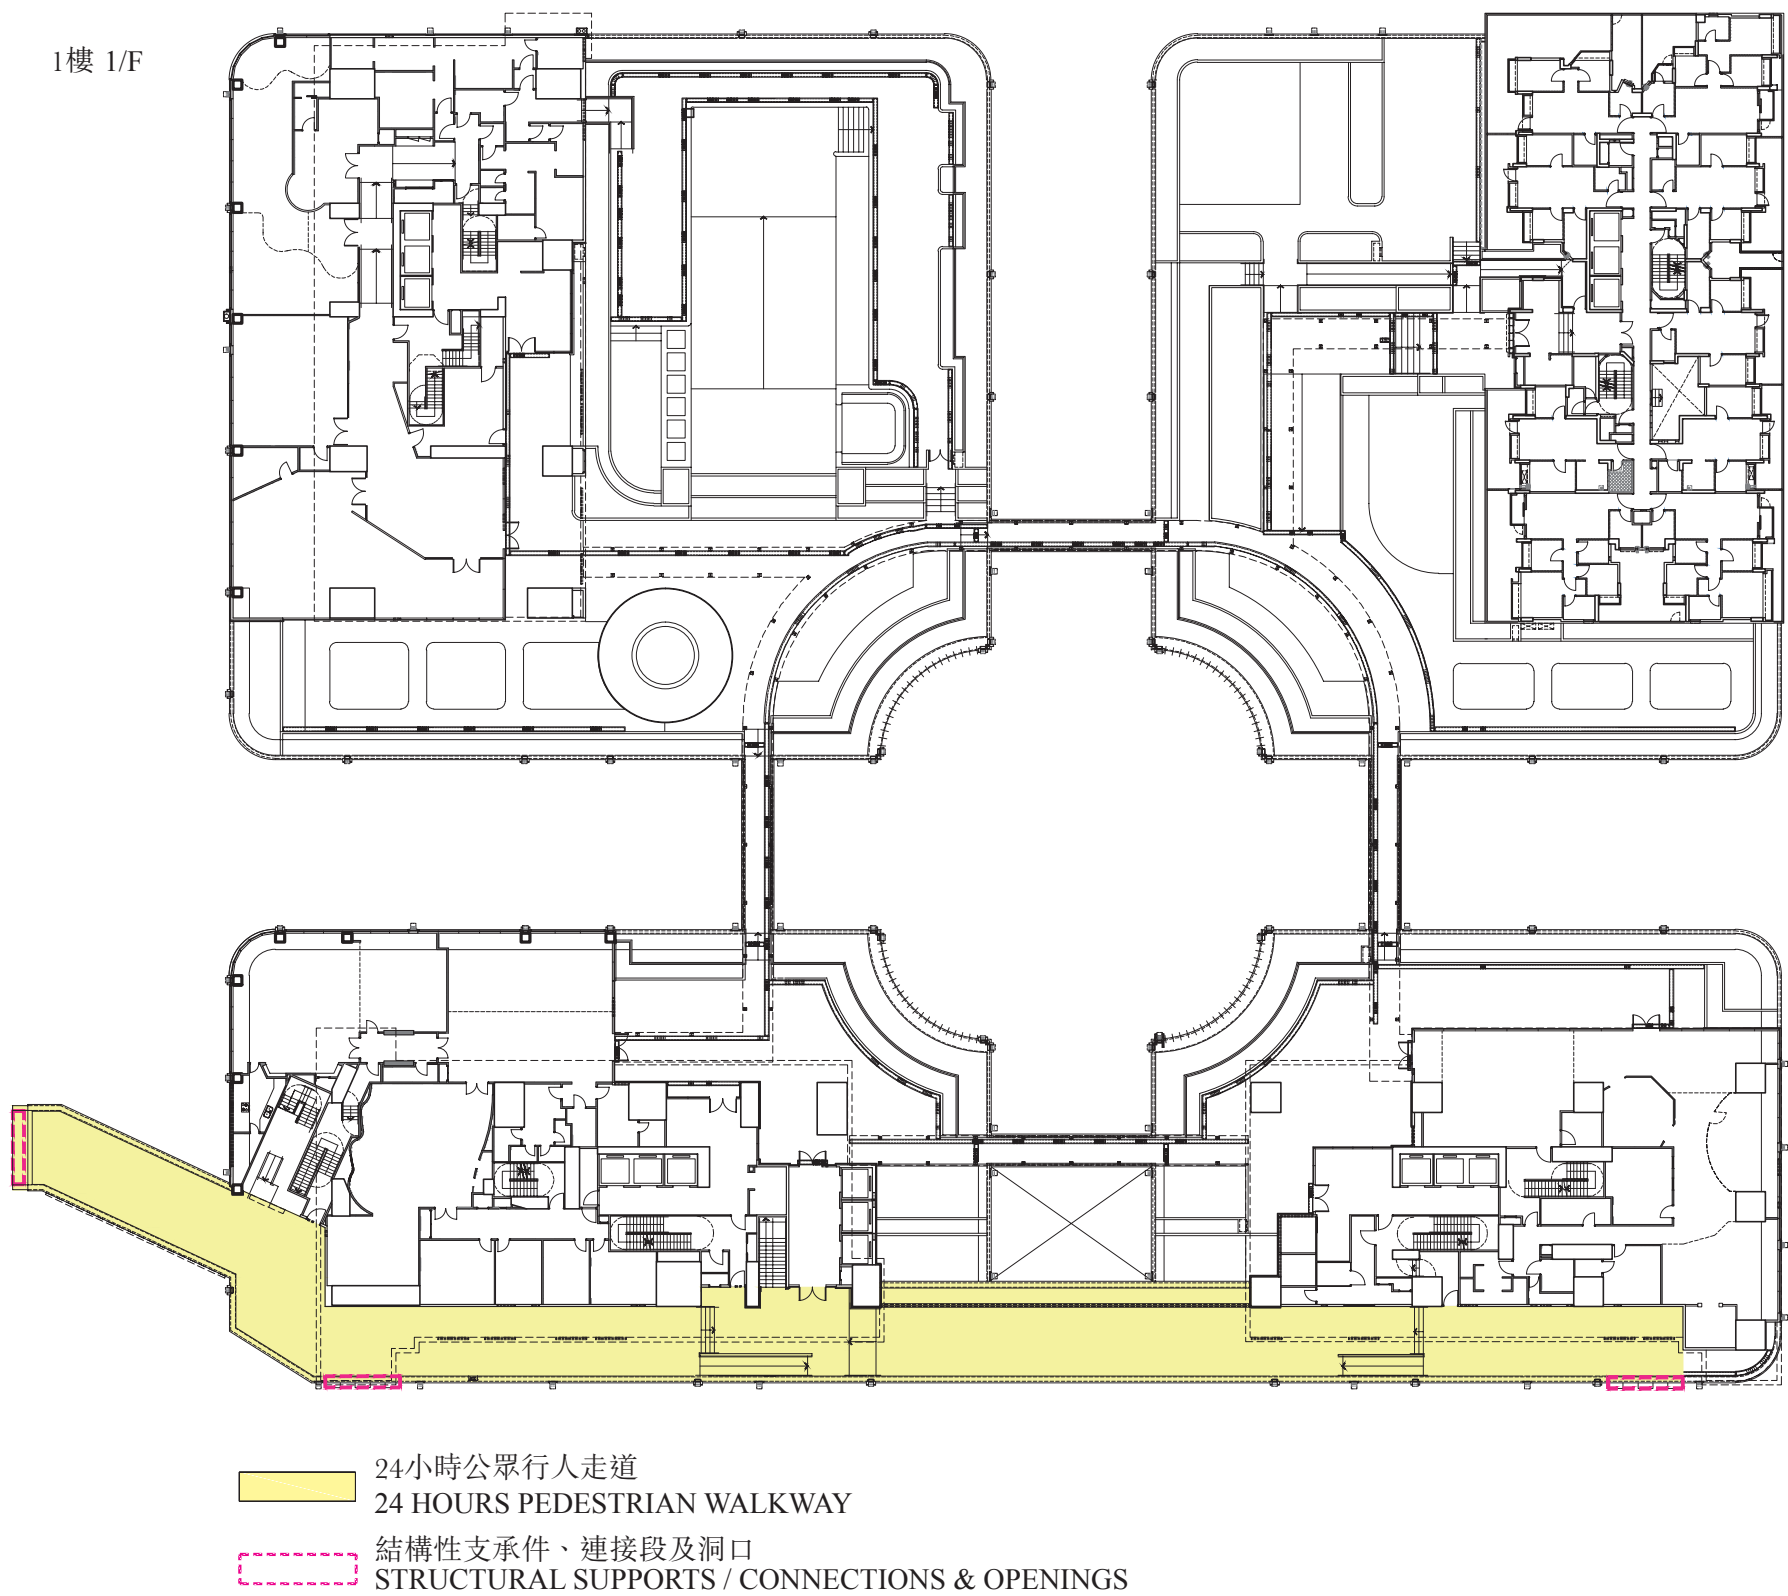 1樓 1/F
24小時公眾行人走道
24 HOURS PEDESTRIAN WALKWAY
結構性支承件、連接段及洞口
STRUCTURAL SUPPORTS / CONNECTIONS & OPENINGS